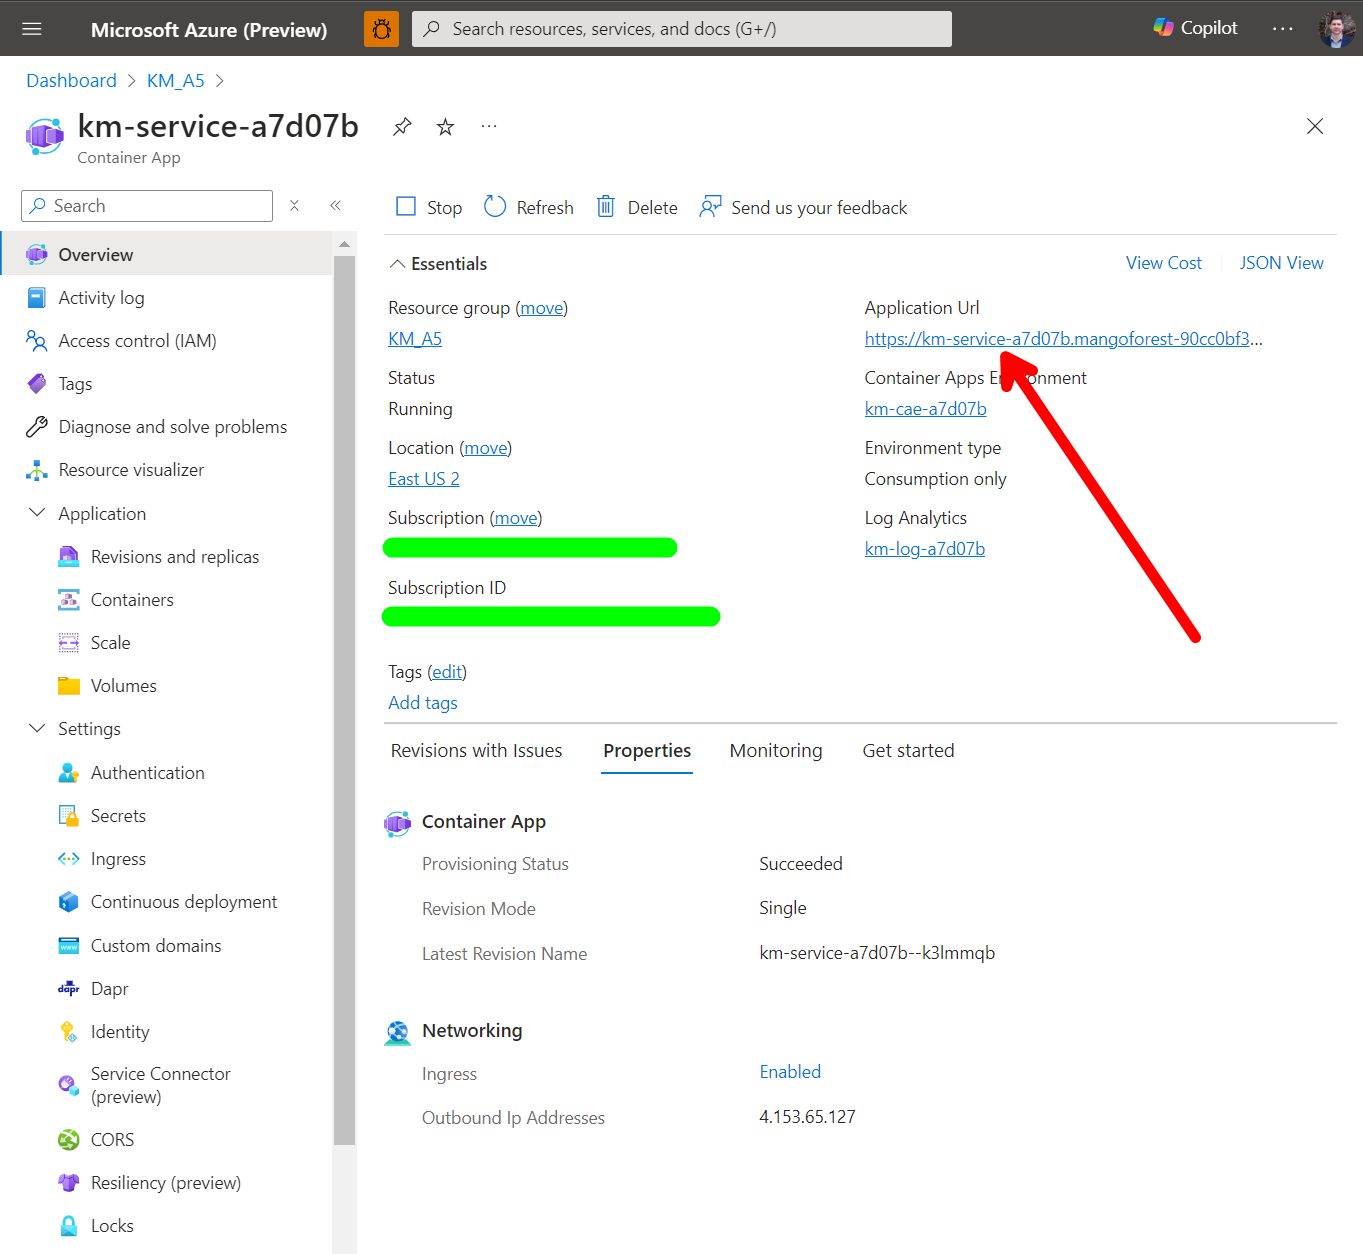 Microsoft Azure (Preview)
Search resources, services, and docs (G+/)
Copilot
Dashboard > KM_A5 >
km-service-a7d07b
Container App
Search
Stop
Refresh
Delete
Send us your feedback
Overview
Activity log
Access control (IAM)
Tags
Diagnose and solve problems
Resource visualizer
Application
Revisions and replicas
Containers
Scale
Volumes
Settings
Authentication
Secrets
Ingress
Continuous deployment
Custom domains
Dapr
Identity
Service Connector
(preview)
CORS
Resiliency (preview)
Locks
Essentials
View Cost
JSON View
Resource group (move)
KM_A5
Status
Running
Location (move)
East US 2
Subscription (move)
Subscription ID
Tags (edit)
Add tags
Application Url
https://km-service-a7d07b.mangoforest-90cc0bf3...
Container Apps
km-cae-a7d07b
Environment type
Consumption only
Log Analytics
km-log-a7d07b
Revisions with Issues
Properties
Monitoring
Get started
Container App
Provisioning Status
Succeeded
Revision Mode
Single
Latest Revision Name
km-service-a7d07b--k3lmmqb
Networking
Ingress
Enabled
Outbound Ip Addresses
4.153.65.127